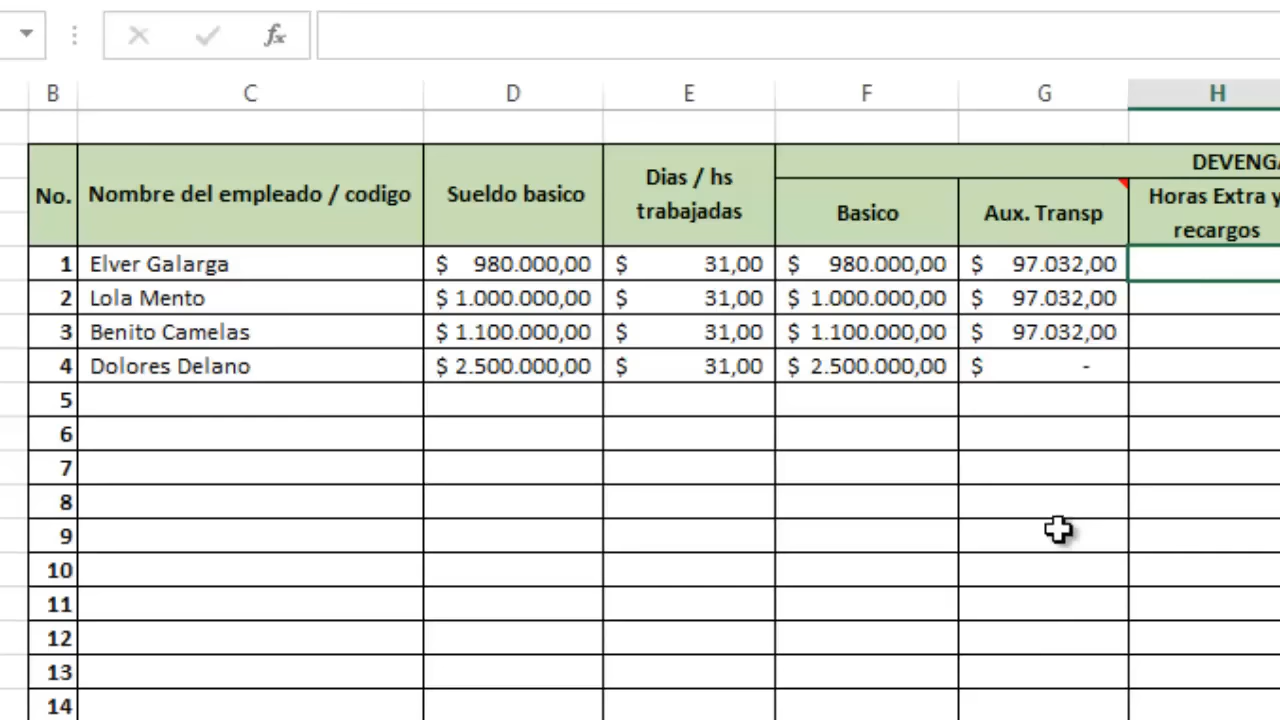 fx
B C D E F G H
DEVENGA
No. Nombre del empleado / codigo Sueldo basico Dias / hs trabajadas Basico Aux. Transp Horas Extra y recargos
1 Elver Galarga $ 980.000,00 $ 31,00 $ 980.000,00 $ 97.032,00
2 Lola Mento $ 1.000.000,00 $ 31,00 $ 1.000.000,00 $ 97.032,00
3 Benito Camelas $ 1.100.000,00 $ 31,00 $ 1.100.000,00 $ 97.032,00
4 Dolores Delano $ 2.500.000,00 $ 31,00 $ 2.500.000,00 $ -
5
6
7
8
9
10
11
12
13
14